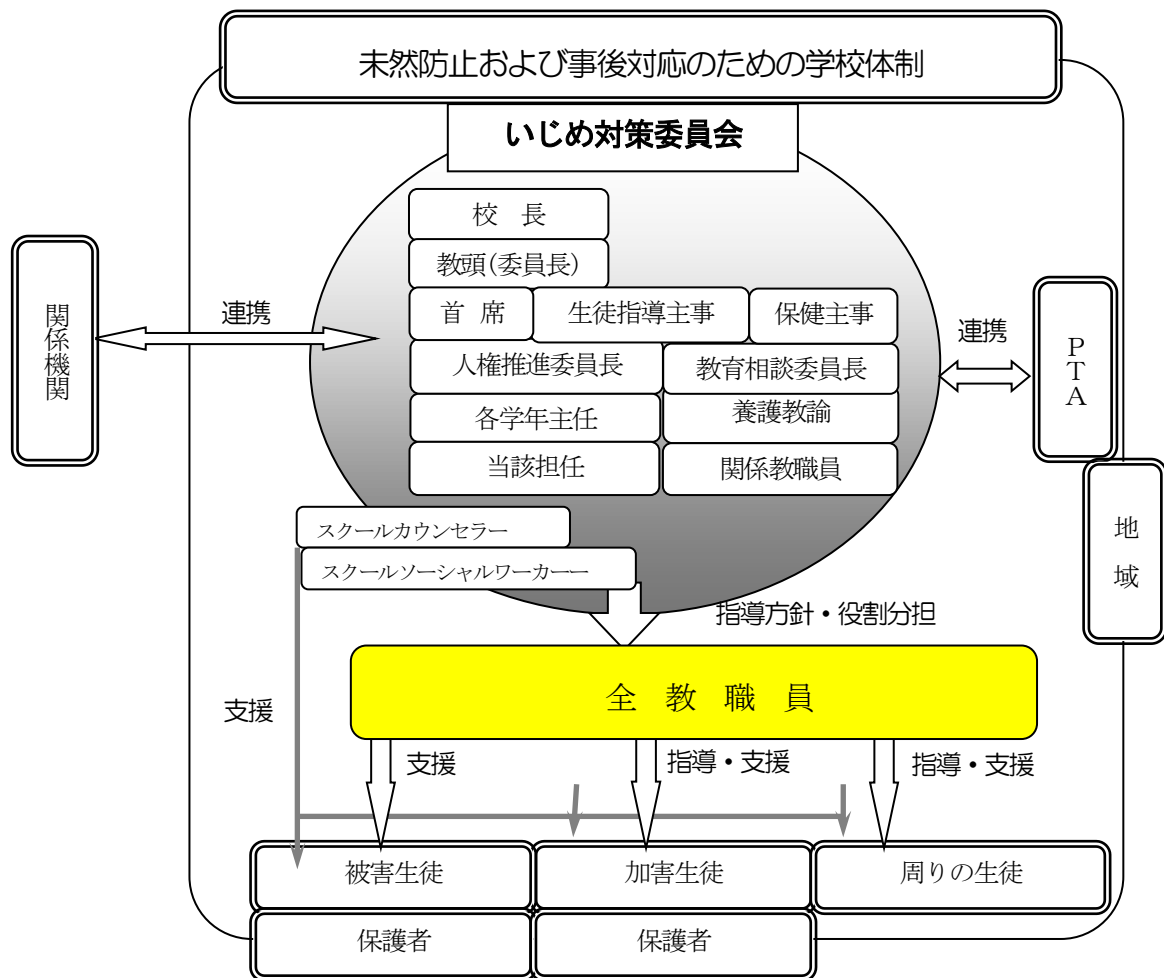 未然防止および事後対応のための学校体制
いじめ対策委員会
校　長
教頭(委員長)
首　席
生徒指導主事
保健主事
人権推進委員長
教育相談委員長
各学年主任
養護教諭
当該担任
関係教職員
スクールカウンセラー
スクールソーシャルワーカーー
関係機関
連携
連携
PTA
地域
指導方針・役割分担
全　教　職　員
支援
支援
指導・支援
指導・支援
被害生徒
加害生徒
周りの生徒
保護者
保護者